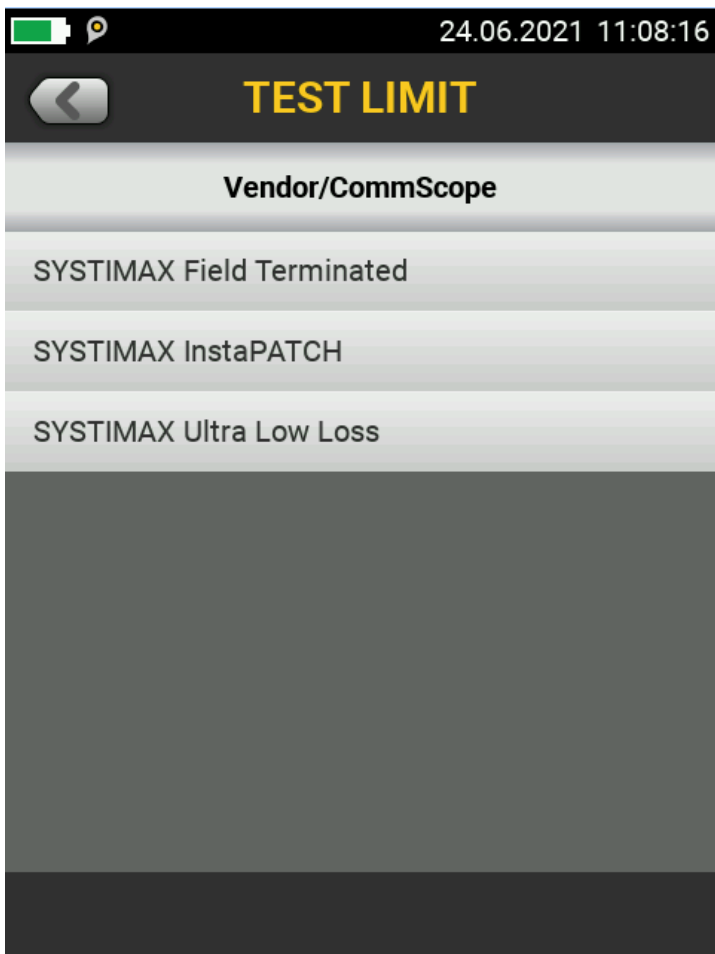 24.06.2021 11:08:16
TEST LIMIT
Vendor/CommScope
SYSTIMAX Field Terminated
SYSTIMAX InstaPATCH
SYSTIMAX Ultra Low Loss